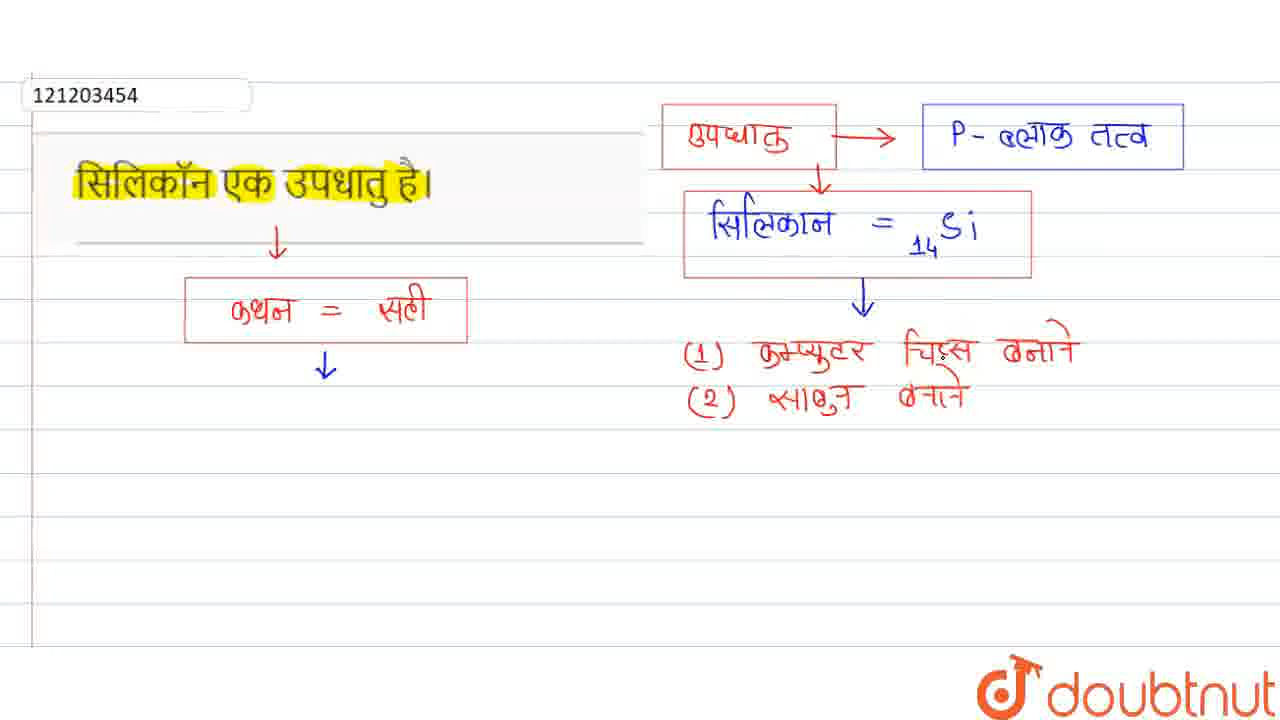 121203454
सिलिकॉन एक उपधातु है।
कथन = सही
उपधातु → P - ब्लाक तत्व
सिलिकान = ₁₄Si
(1) कम्प्युटर चिप्स बनाने
(2) साबुन बनाने
doubtnut